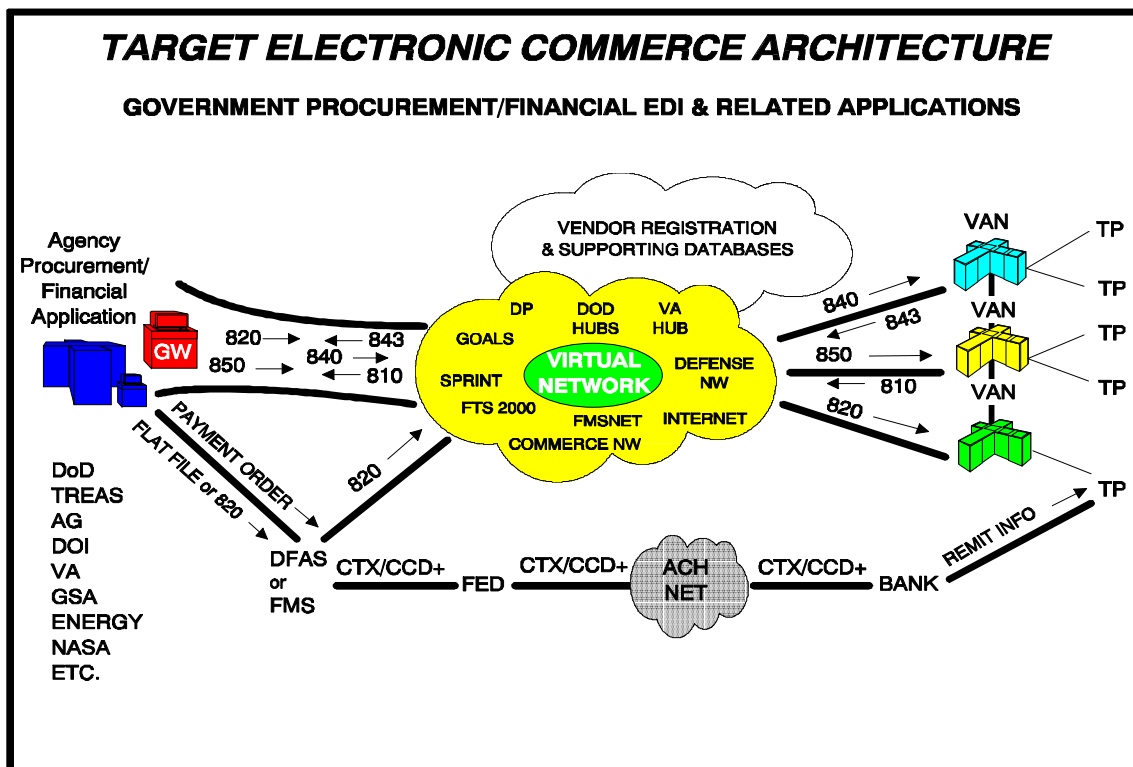 TARGET ELECTRONIC COMMERCE ARCHITECTURE
GOVERNMENT PROCUREMENT/FINANCIAL EDI & RELATED APPLICATIONS
VENDOR REGISTRATION
& SUPPORTING DATABASES
Agency
Procurement/
Financial
Application
GW
820
843
840
850
810
DP
DOD
HUBS
VA
HUB
GOALS
VIRTUAL
NETWORK
DEFENSE
NW
SPRINT
FTS 2000
FMSNET
INTERNET
COMMERCE NW
840
843
850
810
820
VAN
TP
TP
VAN
TP
TP
VAN
TP
PAYMENT ORDER
FLAT FILE or 820
820
DoD
TREAS
AG
DOI
VA
GSA
ENERGY
NASA
ETC.
DFAS
or
FMS
CTX/CCD+
FED
CTX/CCD+
ACH
NET
CTX/CCD+
BANK
REMIT INFO